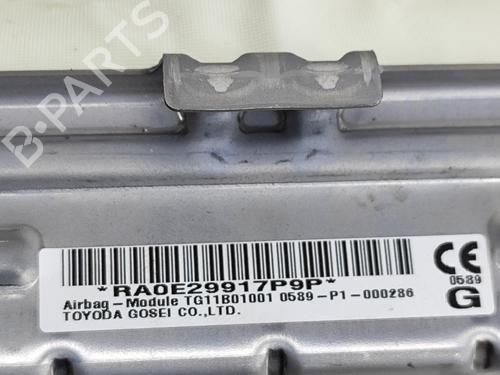 B-PARTS
*RA0E29917P9P*
Airbag-Module TG11B01001 0589-P1-000286
TOYODA GOSEI CO.,LTD.
CE
0589
G